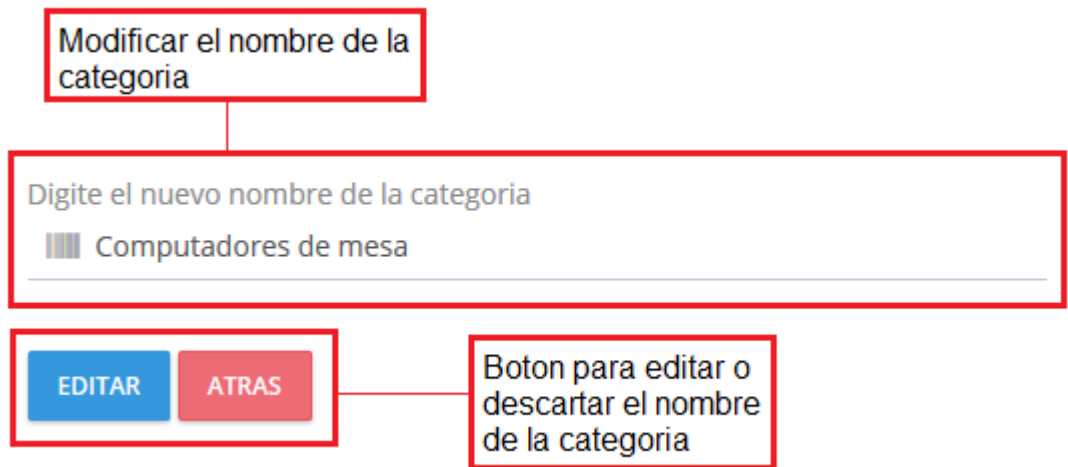 Modificar el nombre de la
categoria
Digite el nuevo nombre de la categoria
Computadores de mesa
EDITAR
ATRAS
Boton para editar o
descartar el nombre
de la categoria